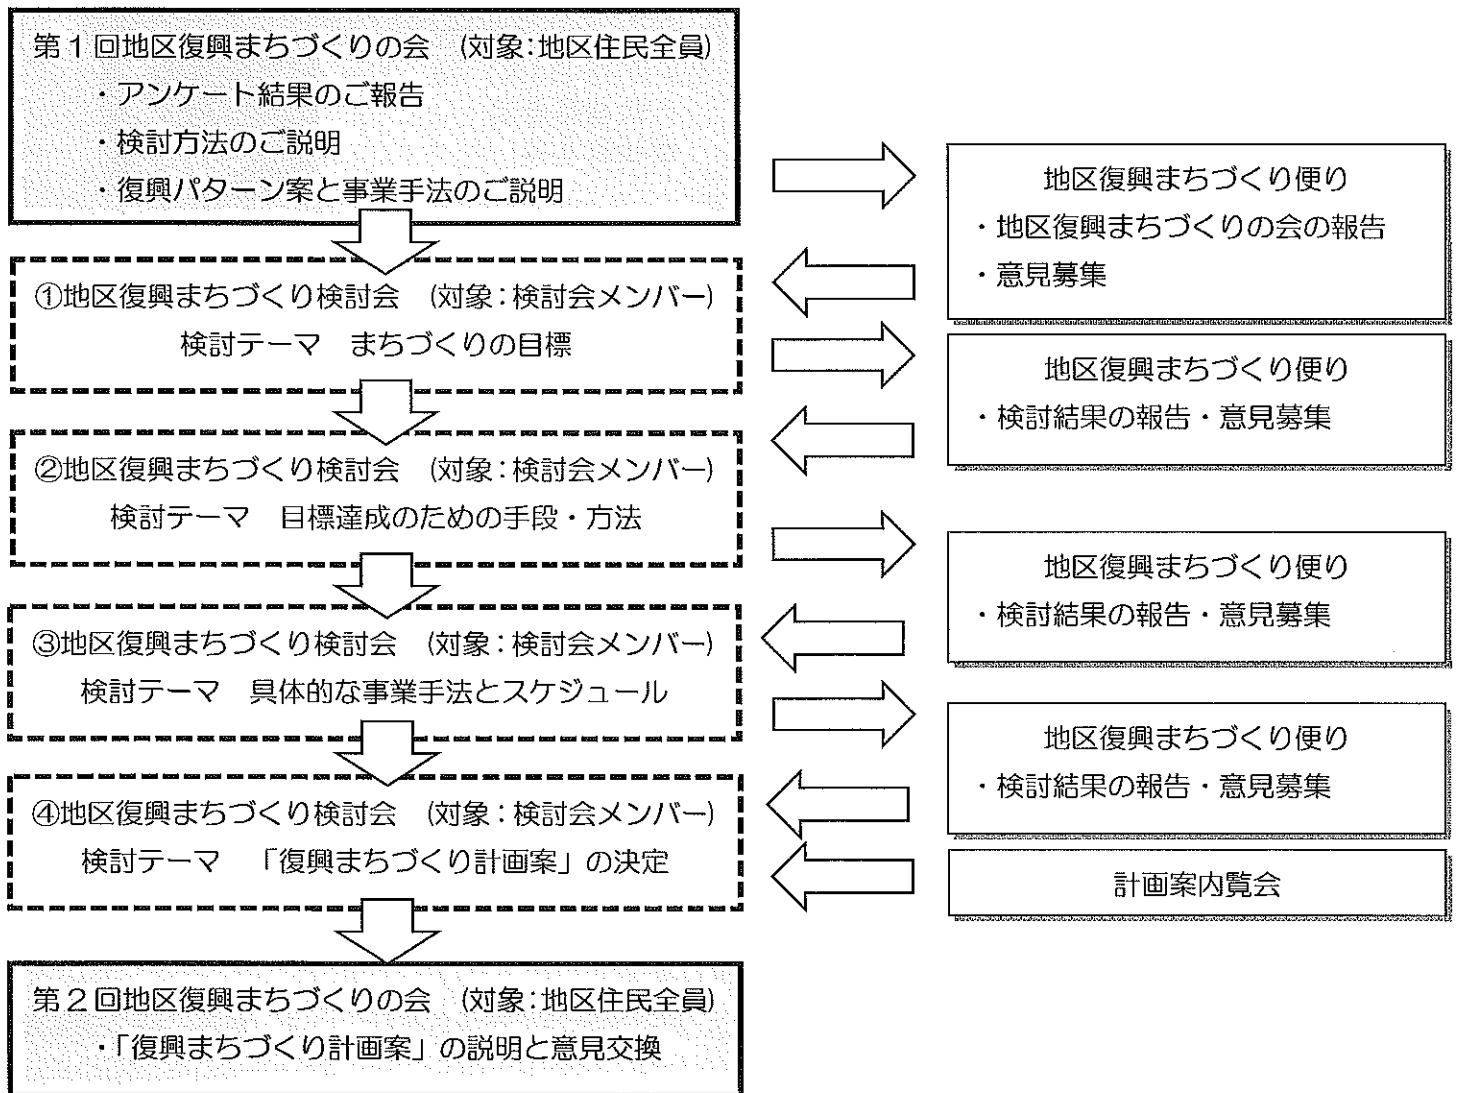 第1回地区復興まちづくりの会 (対象:地区住民全員)
・アンケート結果のご報告
・検討方法のご説明
・復興パターン案と事業手法のご説明
地区復興まちづくり便り
・地区復興まちづくりの会の報告
・意見募集
①地区復興まちづくり検討会 (対象:検討会メンバー)
検討テーマ まちづくりの目標
地区復興まちづくり便り
・検討結果の報告・意見募集
②地区復興まちづくり検討会 (対象:検討会メンバー)
検討テーマ 目標達成のための手段・方法
地区復興まちづくり便り
・検討結果の報告・意見募集
③地区復興まちづくり検討会 (対象:検討会メンバー)
検討テーマ 具体的な事業手法とスケジュール
地区復興まちづくり便り
・検討結果の報告・意見募集
④地区復興まちづくり検討会 (対象:検討会メンバー)
検討テーマ 「復興まちづくり計画案」の決定
計画案内覧会
第2回地区復興まちづくりの会 (対象:地区住民全員)
・「復興まちづくり計画案」の説明と意見交換